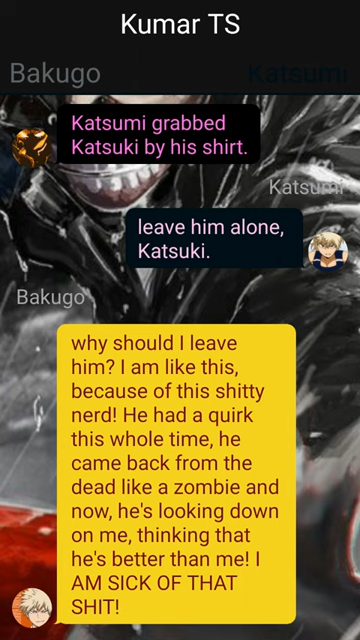 Kumar TS
Bakugo
Katsumi
Katsumi grabbed
Katsuki by his shirt.
Katsumi
leave him alone,
Katsuki.
Bakugo
why should I leave
him? I am like this,
because of this shitty
nerd! He had a quirk
this whole time, he
came back from the
dead like a zombie and
now, he's looking down
on me, thinking that
he's better than me! I
AM SICK OF THAT
SHIT!